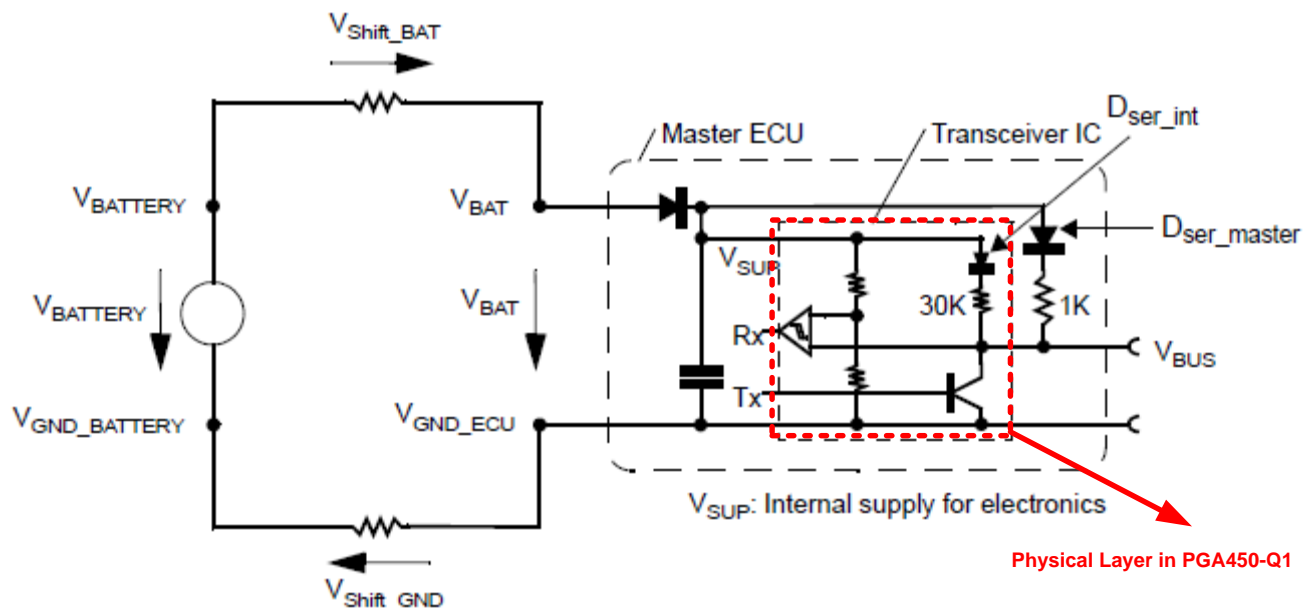 VShift_BAT
Master ECU
Transceiver IC
Dser_int
VBATTERY
VBAT
Dser_master
VSUP
VBATTERY
VBAT
30K
1K
Rx
VBUS
Tx
VGND_BATTERY
VGND_ECU
VSUP: Internal supply for electronics
Physical Layer in PGA450-Q1
VShift_GND